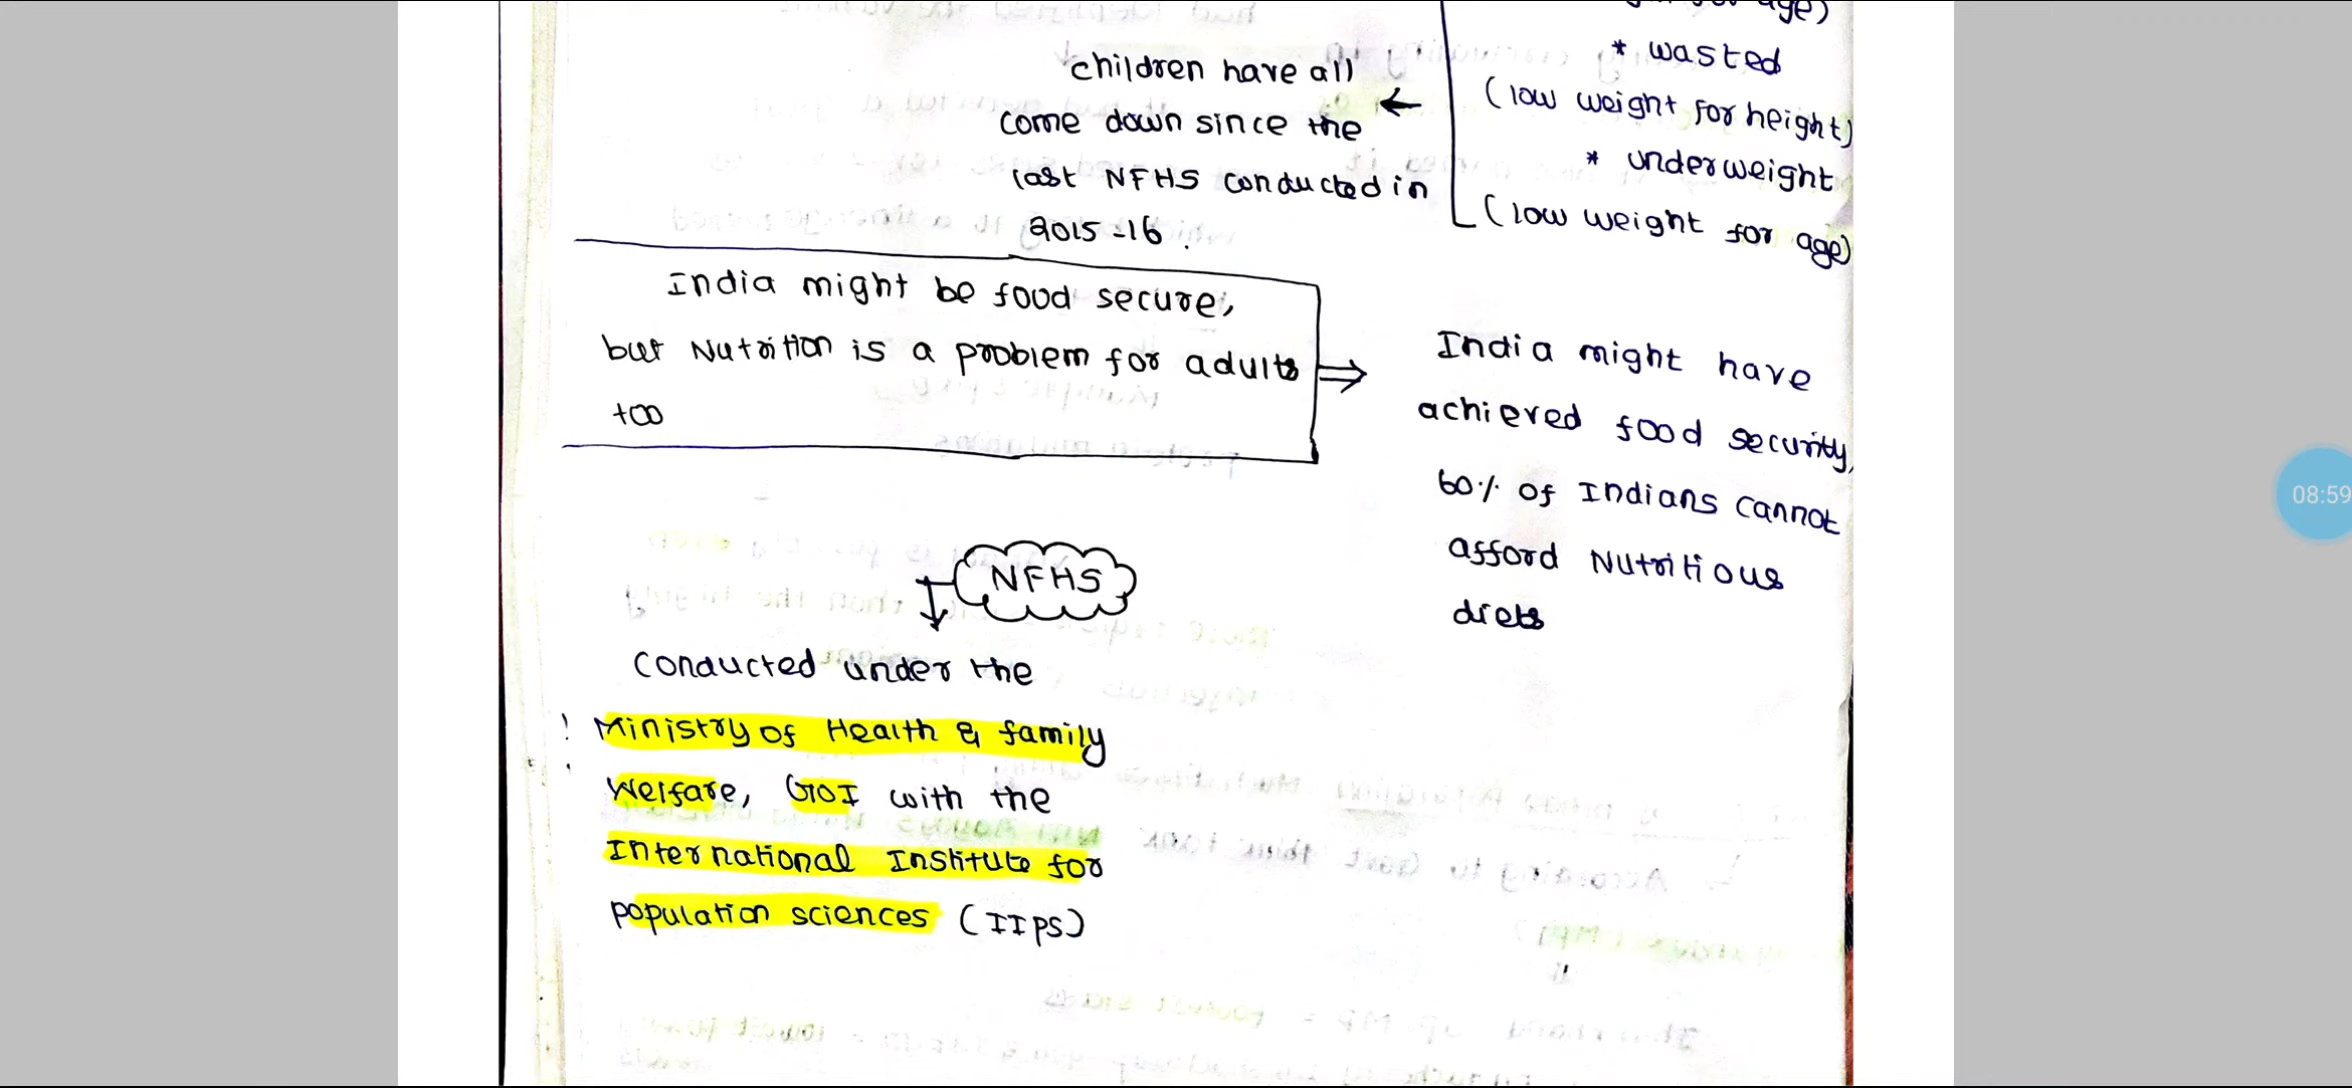 age)
* wasted
(low weight for height)
* underweight
(low weight for age)
children have all
come down since the
last NFHS conducted in
2015-16.
India might be food secure,
but Nutrition is a problem for adults
too
India might have
achieved food security,
60% of Indians cannot
afford Nutritious
diets
NFHS
conducted under the
Ministry of Health & family
Welfare, GOI with the
International Institute for
population sciences (IIPS)
08:59